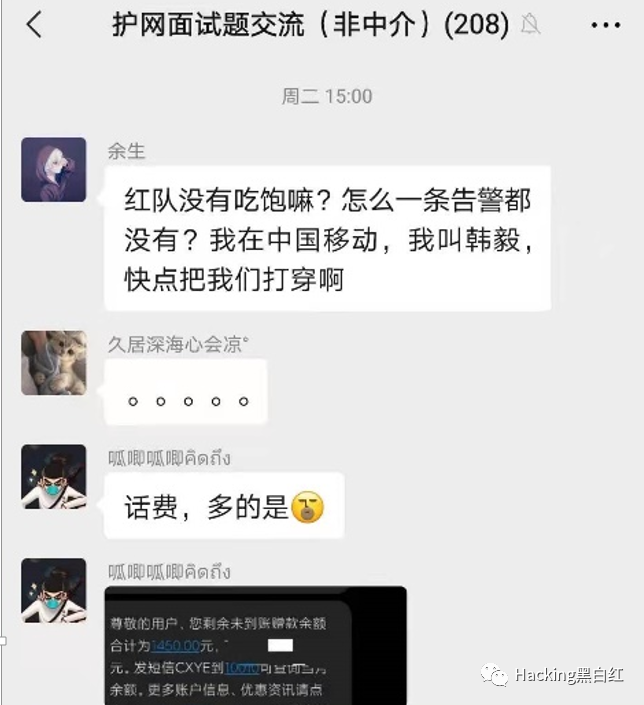 护网面试题交流（非中介）(208)
周二 15:00
余生
红队没有吃饱嘛？怎么一条告警都
没有？我在中国移动，我叫韩毅，
快点把我们打穿啊
久居深海心会凉°
。。。。。
呱唧呱唧คิดถึง
话费，多的是
呱唧呱唧คิดถึง
尊敬的用户，您剩余未到账赠款余额
合计为1450.00元，
元。发短信CXYE到10010可查询当月
余额。更多账户信息、优惠资讯请点
Hacking黑白红